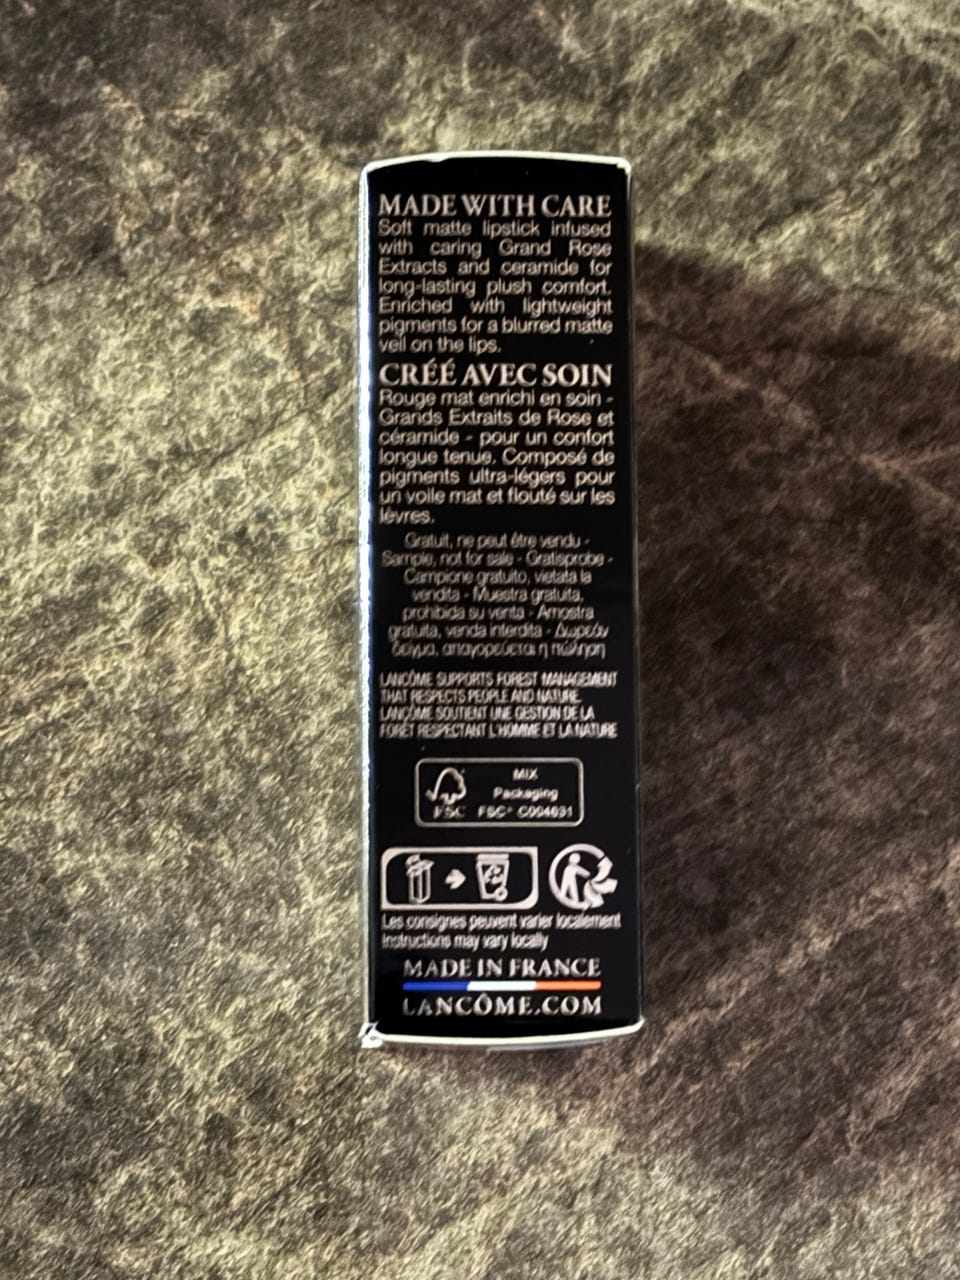 MADE WITH CARE
Soft matte lipstick infused
with caring Grand Rose
Extracts and ceramide for
long-lasting plush comfort.
Enriched with lightweight
pigments for a blurred matte
veil on the lips.
CRÉÉ AVEC SOIN
Rouge mat enrichi en soin -
Grands Extraits de Rose et
céramide - pour un confort
longue tenue. Composé de
pigments ultra-légers pour
un voile mat et flouté sur les
lèvres.
Gratuit, ne peut être vendu -
Sample, not for sale - Gratisprobe -
Campione gratuito, vietata la
vendita - Muestra gratuita,
prohibida su venta - Amostra
gratuita, venda interdita - Δωρεάν
δείγμα, απαγορεύεται η πώληση
LANCÔME SUPPORTS FOREST MANAGEMENT
THAT RESPECTS PEOPLE AND NATURE
LANCÔME SOUTIENT UNE GESTION DE LA
FORÊT RESPECTANT L'HOMME ET LA NATURE
MIX
Packaging
FSC FSC® C004031
Les consignes peuvent varier localement
Instructions may vary locally
MADE IN FRANCE
LANCÔME.COM